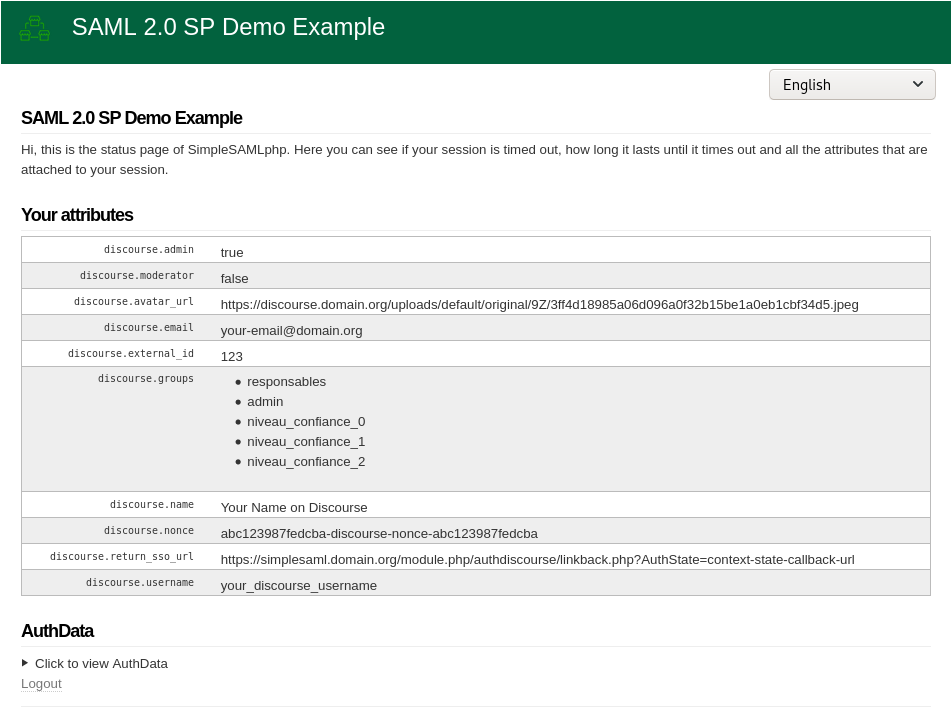 SAML 2.0 SP Demo Example
English
SAML 2.0 SP Demo Example
Hi, this is the status page of SimpleSAMLphp. Here you can see if your session is timed out, how long it lasts until it times out and all the attributes that are
attached to your session.
Your attributes
discourse.admin true
discourse.moderator false
discourse.avatar_url https://discourse.domain.org/uploads/default/original/9Z/3ff4d18985a06d096a0f32b15be1a0eb1cbf34d5.jpeg
discourse.email your-email@domain.org
discourse.external_id 123
discourse.groups • responsables
• admin
• niveau_confiance_0
• niveau_confiance_1
• niveau_confiance_2
discourse.name Your Name on Discourse
discourse.nonce abc123987fedcba-discourse-nonce-abc123987fedcba
discourse.return_sso_url https://simplesaml.domain.org/module.php/authdiscourse/linkback.php?AuthState=context-state-callback-url
discourse.username your_discourse_username
AuthData
Click to view AuthData
Logout